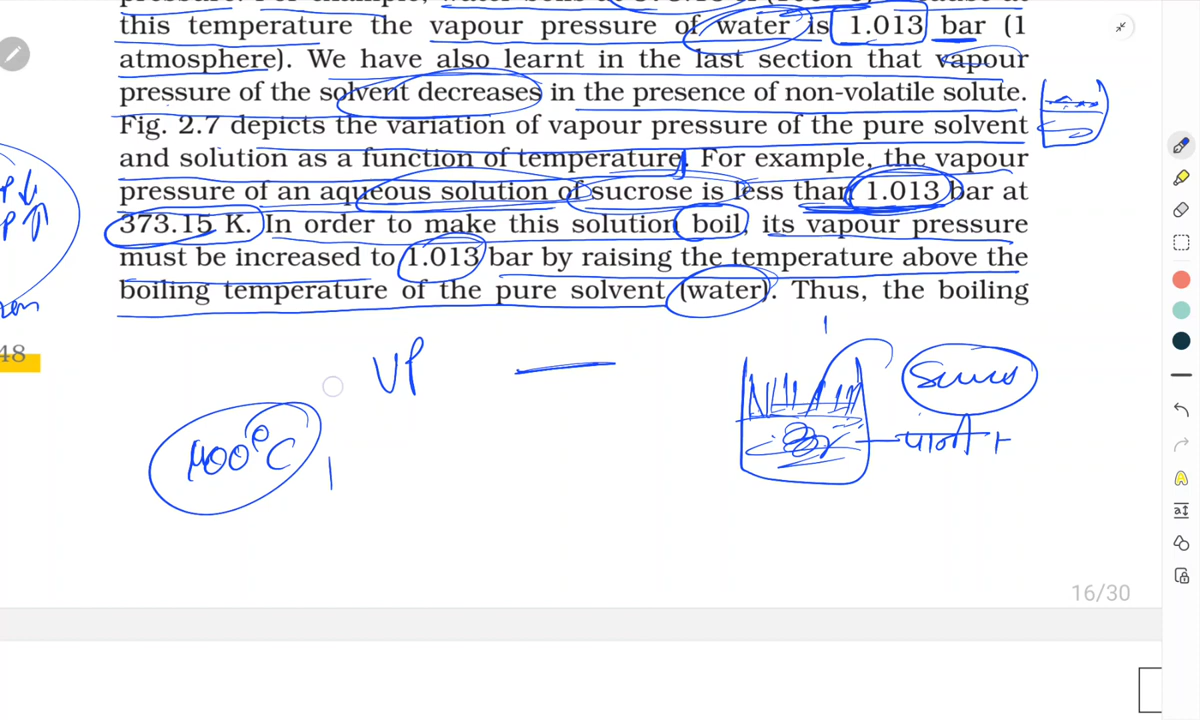 this temperature the vapour pressure of water is 1.013 bar (1
atmosphere). We have also learnt in the last section that vapour
pressure of the solvent decreases in the presence of non-volatile solute.
Fig. 2.7 depicts the variation of vapour pressure of the pure solvent
and solution as a function of temperature. For example, the vapour
pressure of an aqueous solution of sucrose is less than 1.013 bar at
373.15 K. In order to make this solution boil, its vapour pressure
must be increased to 1.013 bar by raising the temperature above the
boiling temperature of the pure solvent (water). Thus, the boiling
48
VP
100°C
पानी +
16/30